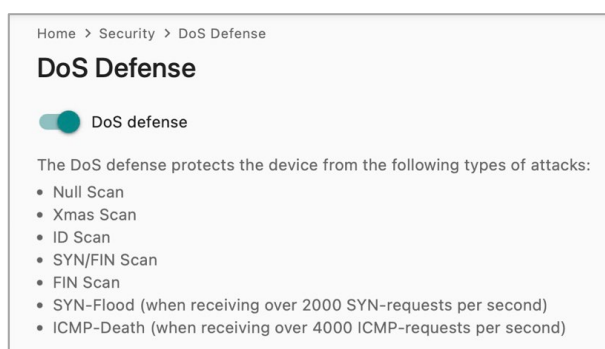 Home > Security > DoS Defense
DoS Defense
DoS defense
The DoS defense protects the device from the following types of attacks:
• Null Scan
• Xmas Scan
• ID Scan
• SYN/FIN Scan
• FIN Scan
• SYN-Flood (when receiving over 2000 SYN-requests per second)
• ICMP-Death (when receiving over 4000 ICMP-requests per second)